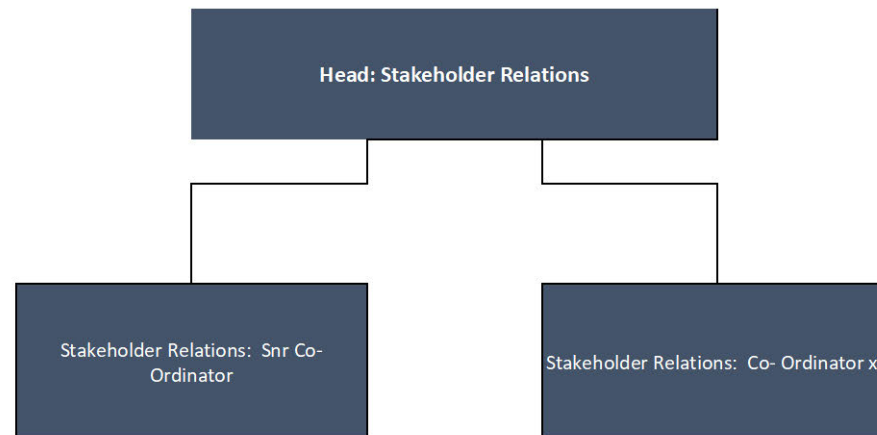 Head: Stakeholder Relations
Stakeholder Relations:  Snr Co-
Ordinator
Stakeholder Relations:  Co- Ordinator x